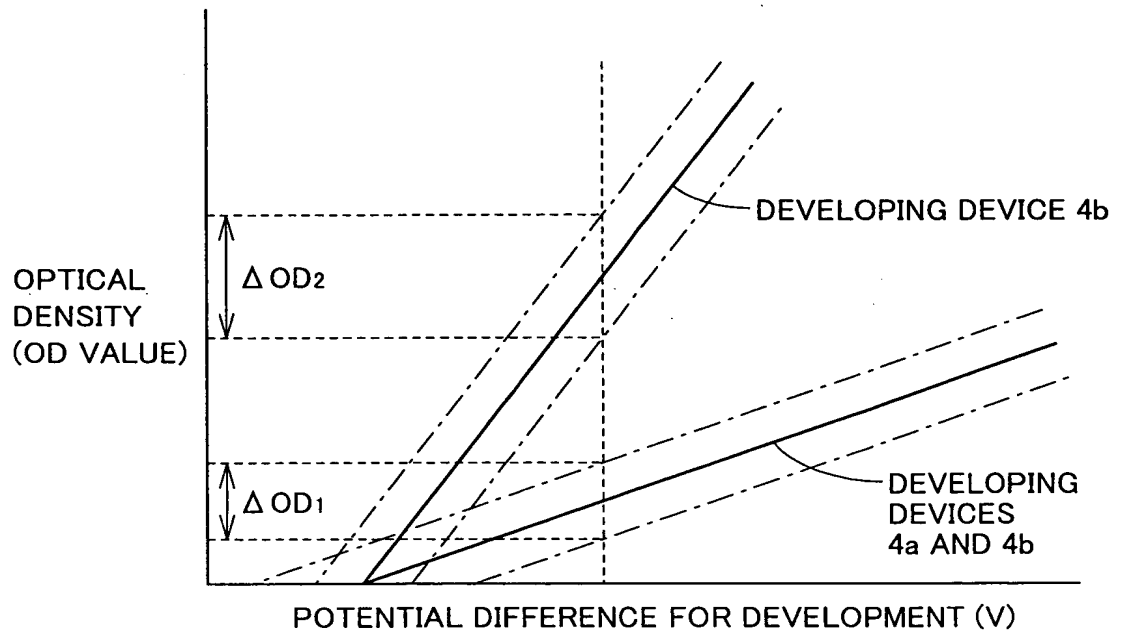 DEVELOPING DEVICE 4b
Δ OD2
OPTICAL
DENSITY
(OD VALUE)
Δ OD1
DEVELOPING
DEVICES
4a AND 4b
POTENTIAL DIFFERENCE FOR DEVELOPMENT (V)